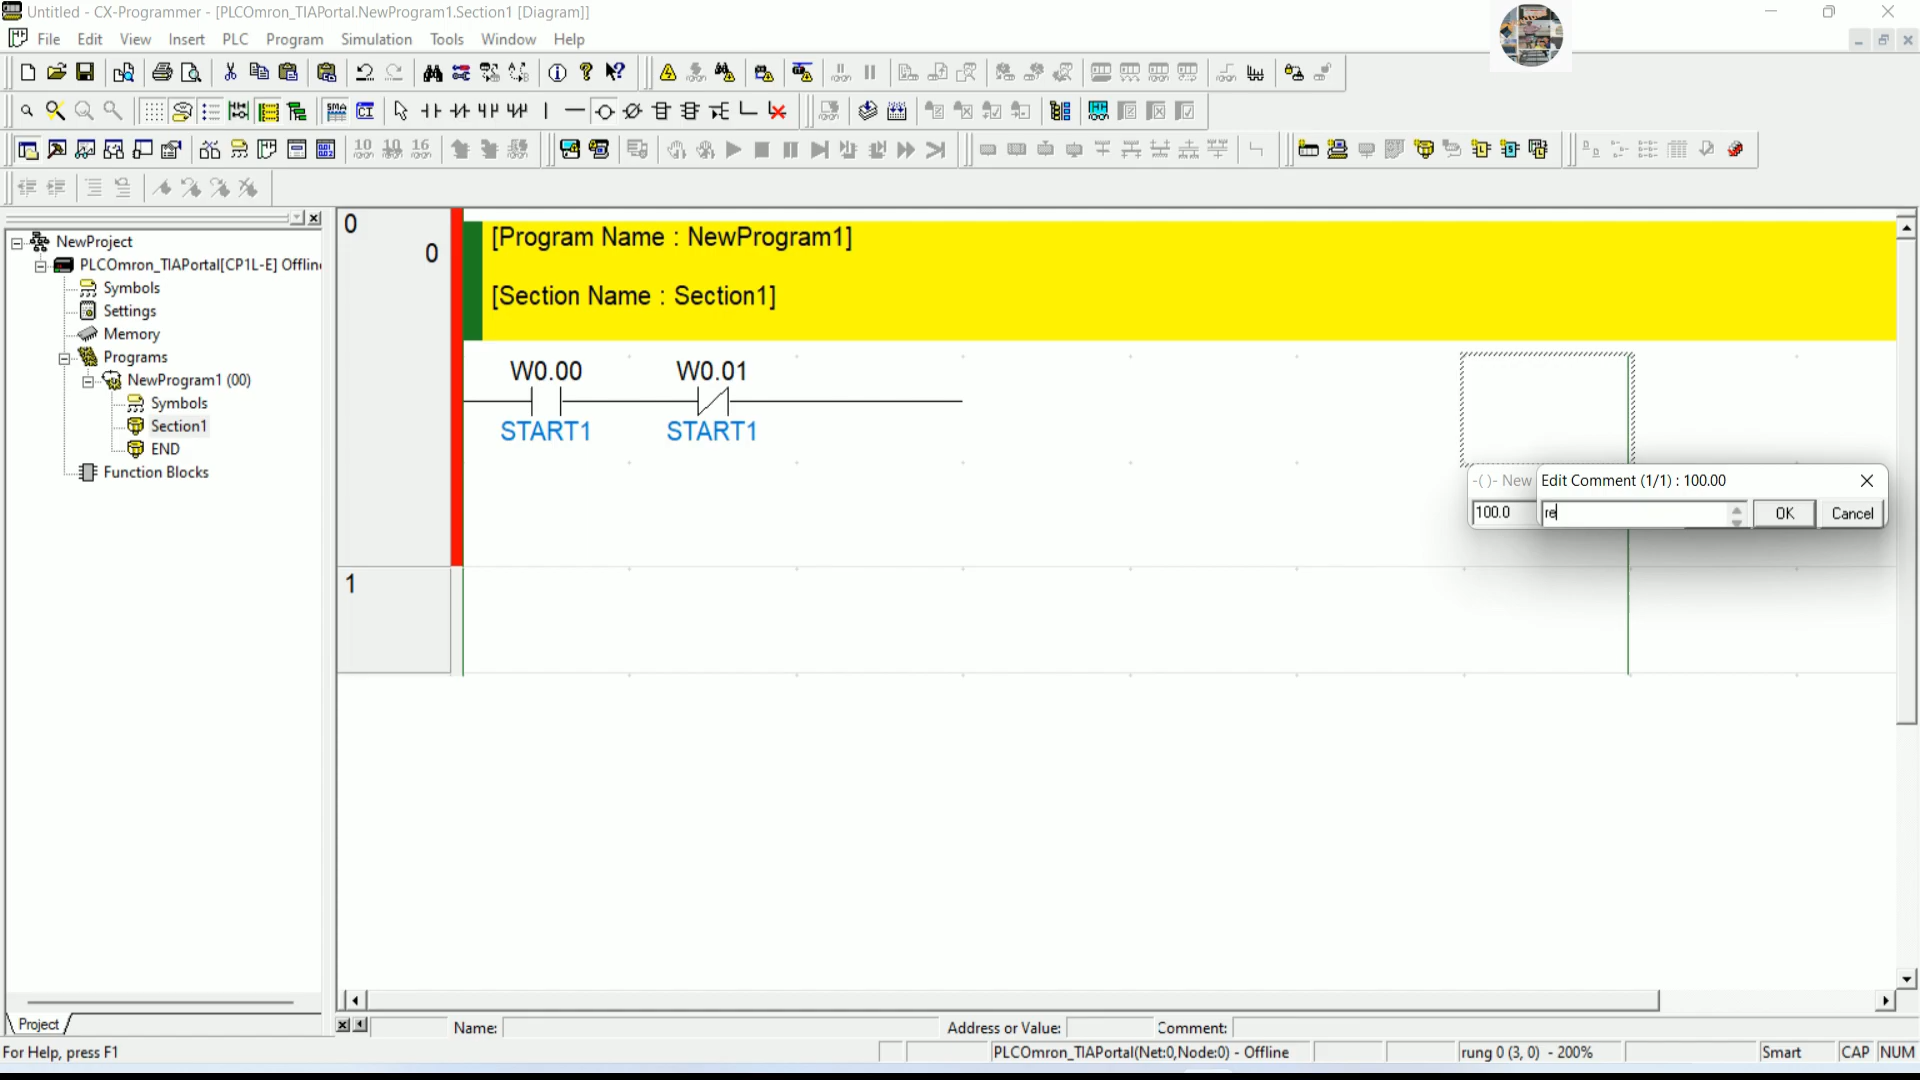 Untitled - CX-Programmer - [PLCOmron_TIAPortal.NewProgram1.Section1 [Diagram]]
File Edit View Insert PLC Program Simulation Tools Window Help
NewProject
PLCOmron_TIAPortal[CP1L-E] Offlin
Symbols
Settings
Memory
Programs
NewProgram1 (00)
Symbols
Section1
END
Function Blocks
Project
0
0
[Program Name : NewProgram1]
[Section Name : Section1]
W0.00 W0.01
START1 START1
-( )- New
100.0
Edit Comment (1/1) : 100.00
re
OK Cancel
1
Name: Address or Value: Comment:
For Help, press F1
PLCOmron_TIAPortal(Net:0,Node:0) - Offline
rung 0 (3, 0) - 200%
Smart
CAP NUM